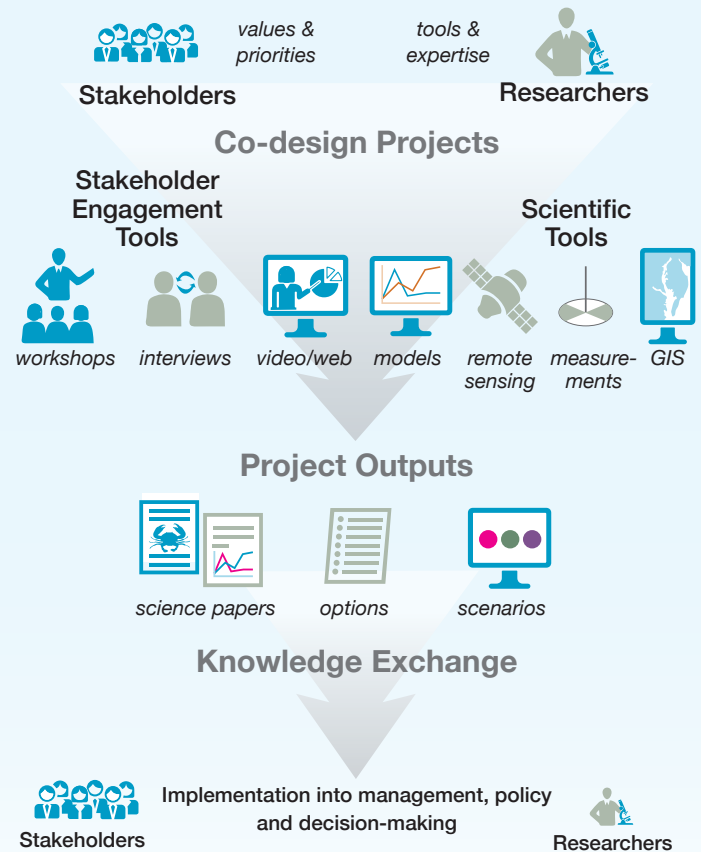 values &
priorities
tools &
expertise
Stakeholders
Researchers
Co-design Projects
Stakeholder
Engagement
Tools
Scientific
Tools
workshops
interviews
video/web
models
remote
sensing
measure-
ments
GIS
Project Outputs
science papers
options
scenarios
Knowledge Exchange
Implementation into management, policy
and decision-making
Stakeholders
Researchers